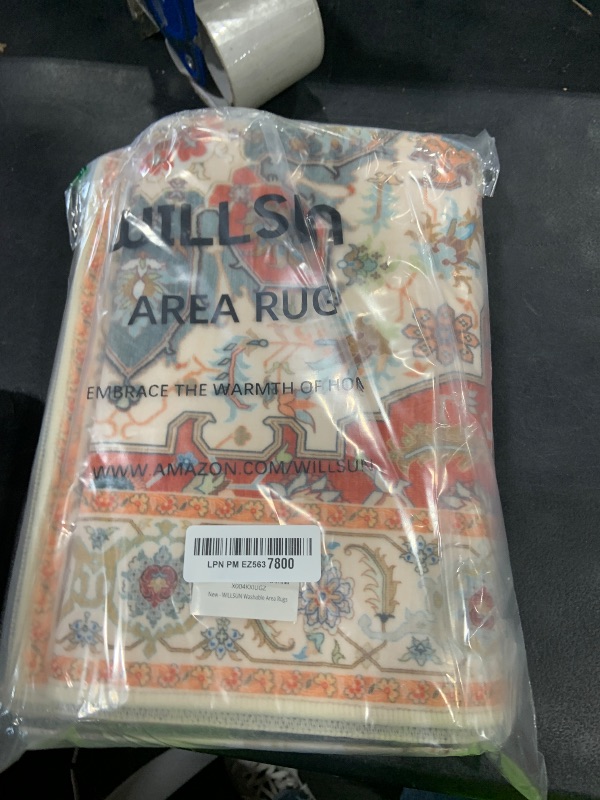 WILLSUN
AREA RUG
EMBRACE THE WARMTH OF HOM
WWW.AMAZON.COM/WILLSUN
LPN PM EZ563 7800
New - WILLSUN Washable Area Rugs